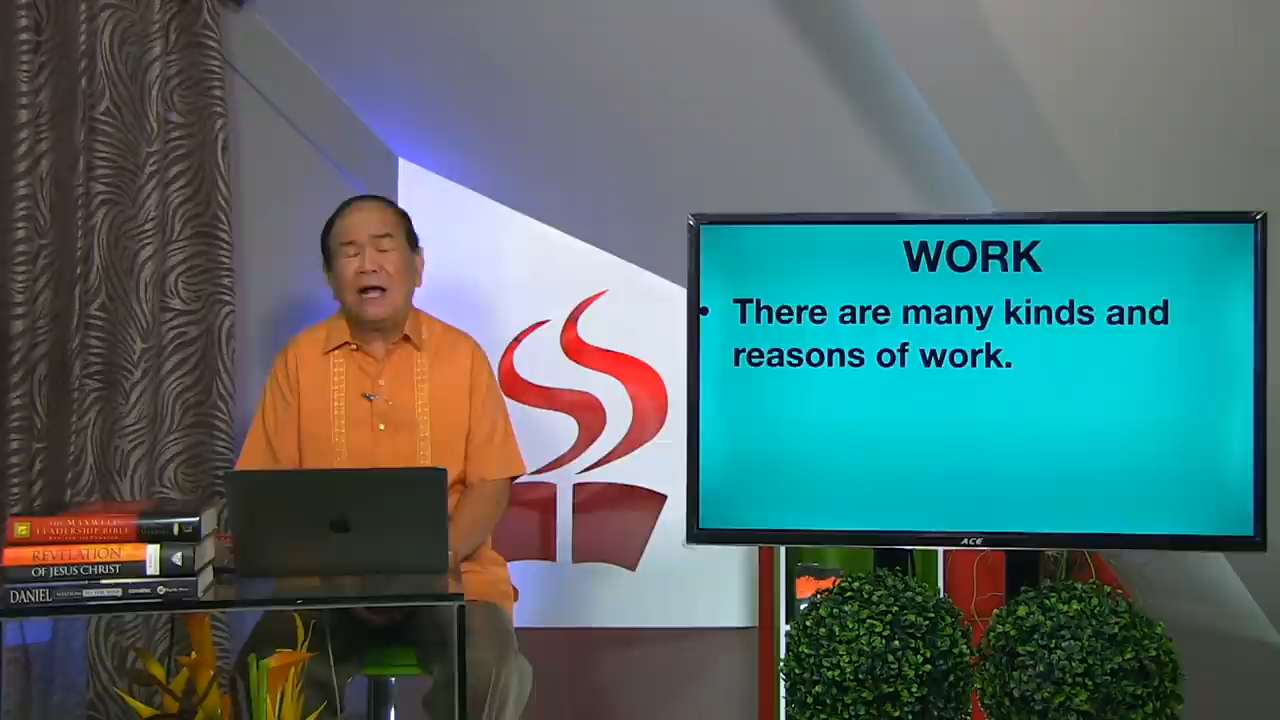 WORK
• There are many kinds and
reasons of work.
ACE
THE MAXWELL
LEADERSHIP BIBLE
REVELATION
OF JESUS CHRIST
DANIEL